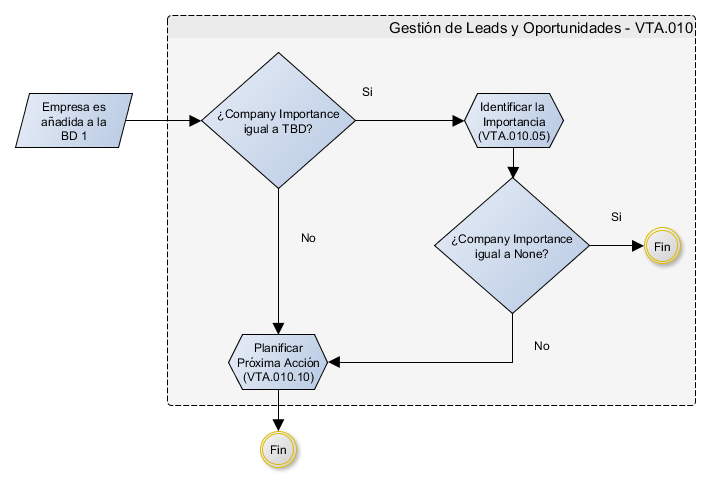 Gestión de Leads y Oportunidades - VTA.010
Empresa es
añadida a la
BD 1
¿Company Importance
igual a TBD?
Si
Identificar la
Importancia
(VTA.010.05)
No
¿Company Importance
igual a None?
Si
Fin
No
Planificar
Próxima Acción
(VTA.010.10)
Fin